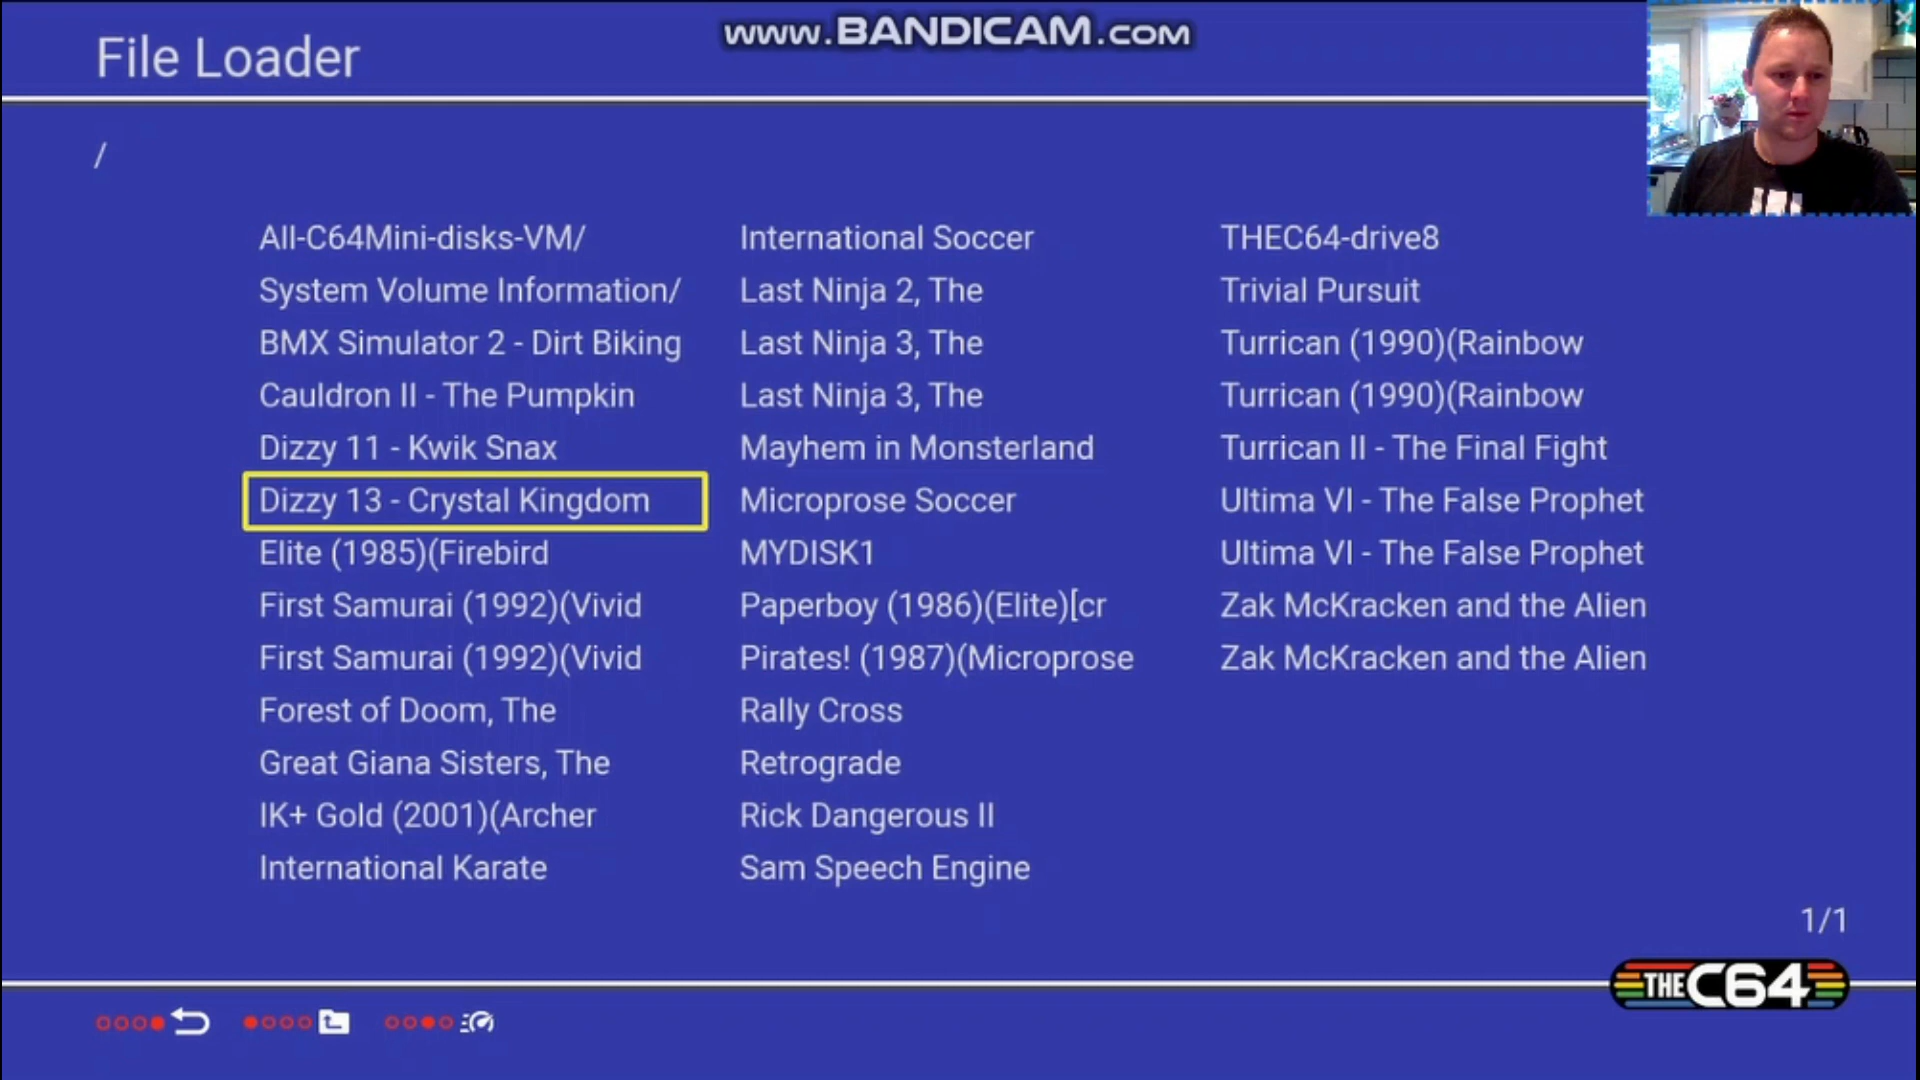 www.BANDICAM.com
File Loader
/
All-C64Mini-disks-VM/
System Volume Information/
BMX Simulator 2 - Dirt Biking
Cauldron II - The Pumpkin
Dizzy 11 - Kwik Snax
Dizzy 13 - Crystal Kingdom
Elite (1985)(Firebird
First Samurai (1992)(Vivid
First Samurai (1992)(Vivid
Forest of Doom, The
Great Giana Sisters, The
IK+ Gold (2001)(Archer
International Karate
International Soccer
Last Ninja 2, The
Last Ninja 3, The
Last Ninja 3, The
Mayhem in Monsterland
Microprose Soccer
MYDISK1
Paperboy (1986)(Elite)[cr
Pirates! (1987)(Microprose
Rally Cross
Retrograde
Rick Dangerous II
Sam Speech Engine
THEC64-drive8
Trivial Pursuit
Turrican (1990)(Rainbow
Turrican (1990)(Rainbow
Turrican II - The Final Fight
Ultima VI - The False Prophet
Ultima VI - The False Prophet
Zak McKracken and the Alien
Zak McKracken and the Alien
1/1
THEC64